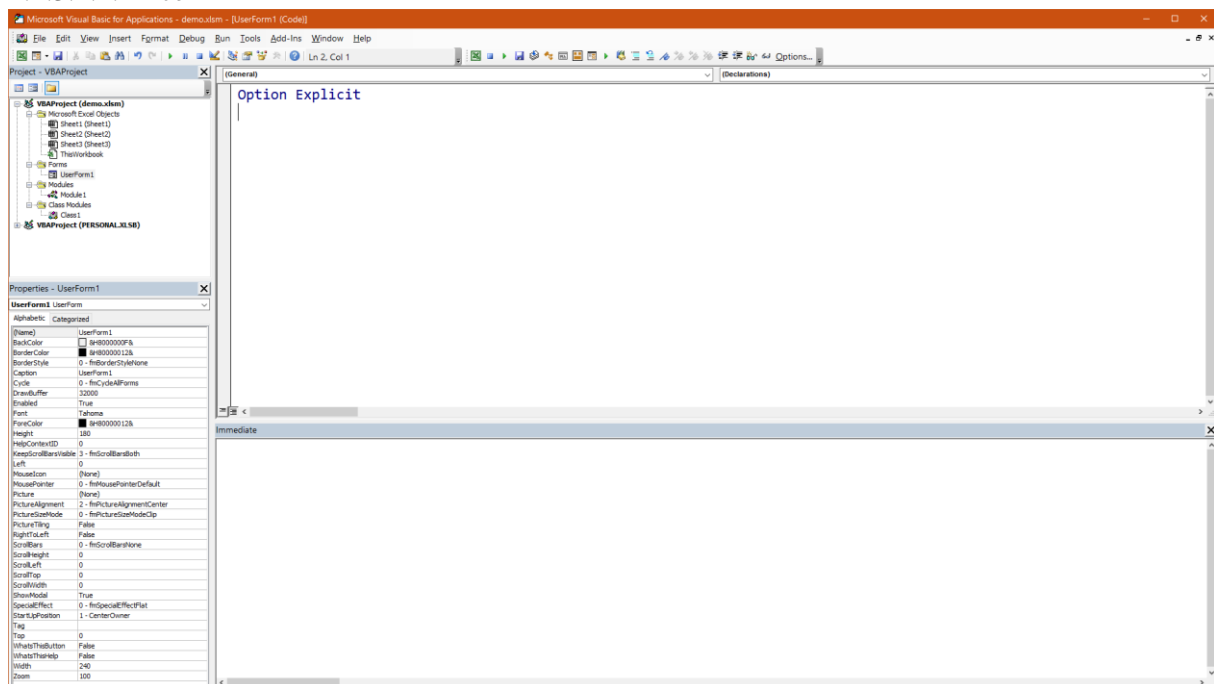 Microsoft Visual Basic for Applications - demo.xlsm - [UserForm1 (Code)]
File Edit View Insert Format Debug Run Tools Add-Ins Window Help
Ln 2, Col 1
Options...
Project - VBAProject
VBAProject (demo.xlsm)
Microsoft Excel Objects
Sheet1 (Sheet1)
Sheet2 (Sheet2)
Sheet3 (Sheet3)
ThisWorkbook
Forms
UserForm1
Modules
Module1
Class Modules
Class1
VBAProject (PERSONAL.XLSB)
(General)
(Declarations)
Option Explicit
Properties - UserForm1
UserForm1 UserForm
Alphabetic Categorized
(Name) UserForm1
BackColor &H8000000F&
BorderColor &H80000012&
BorderStyle 0 - fmBorderStyleNone
Caption UserForm1
Cycle 0 - fmCycleAllForms
DrawBuffer 32000
Enabled True
Font Tahoma
ForeColor &H80000012&
Height 180
HelpContextID 0
KeepScrollBarsVisible 3 - fmScrollBarsBoth
Left 0
MouseIcon (None)
MousePointer 0 - fmMousePointerDefault
Picture (None)
PictureAlignment 2 - fmPictureAlignmentCenter
PictureSizeMode 0 - fmPictureSizeModeClip
PictureTiling False
RightToLeft False
ScrollBars 0 - fmScrollBarsNone
ScrollHeight 0
ScrollLeft 0
ScrollTop 0
ScrollWidth 0
ShowModal True
SpecialEffect 0 - fmSpecialEffectFlat
StartUpPosition 1 - CenterOwner
Tag
Top 0
WhatsThisButton False
WhatsThisHelp False
Width 240
Zoom 100
Immediate